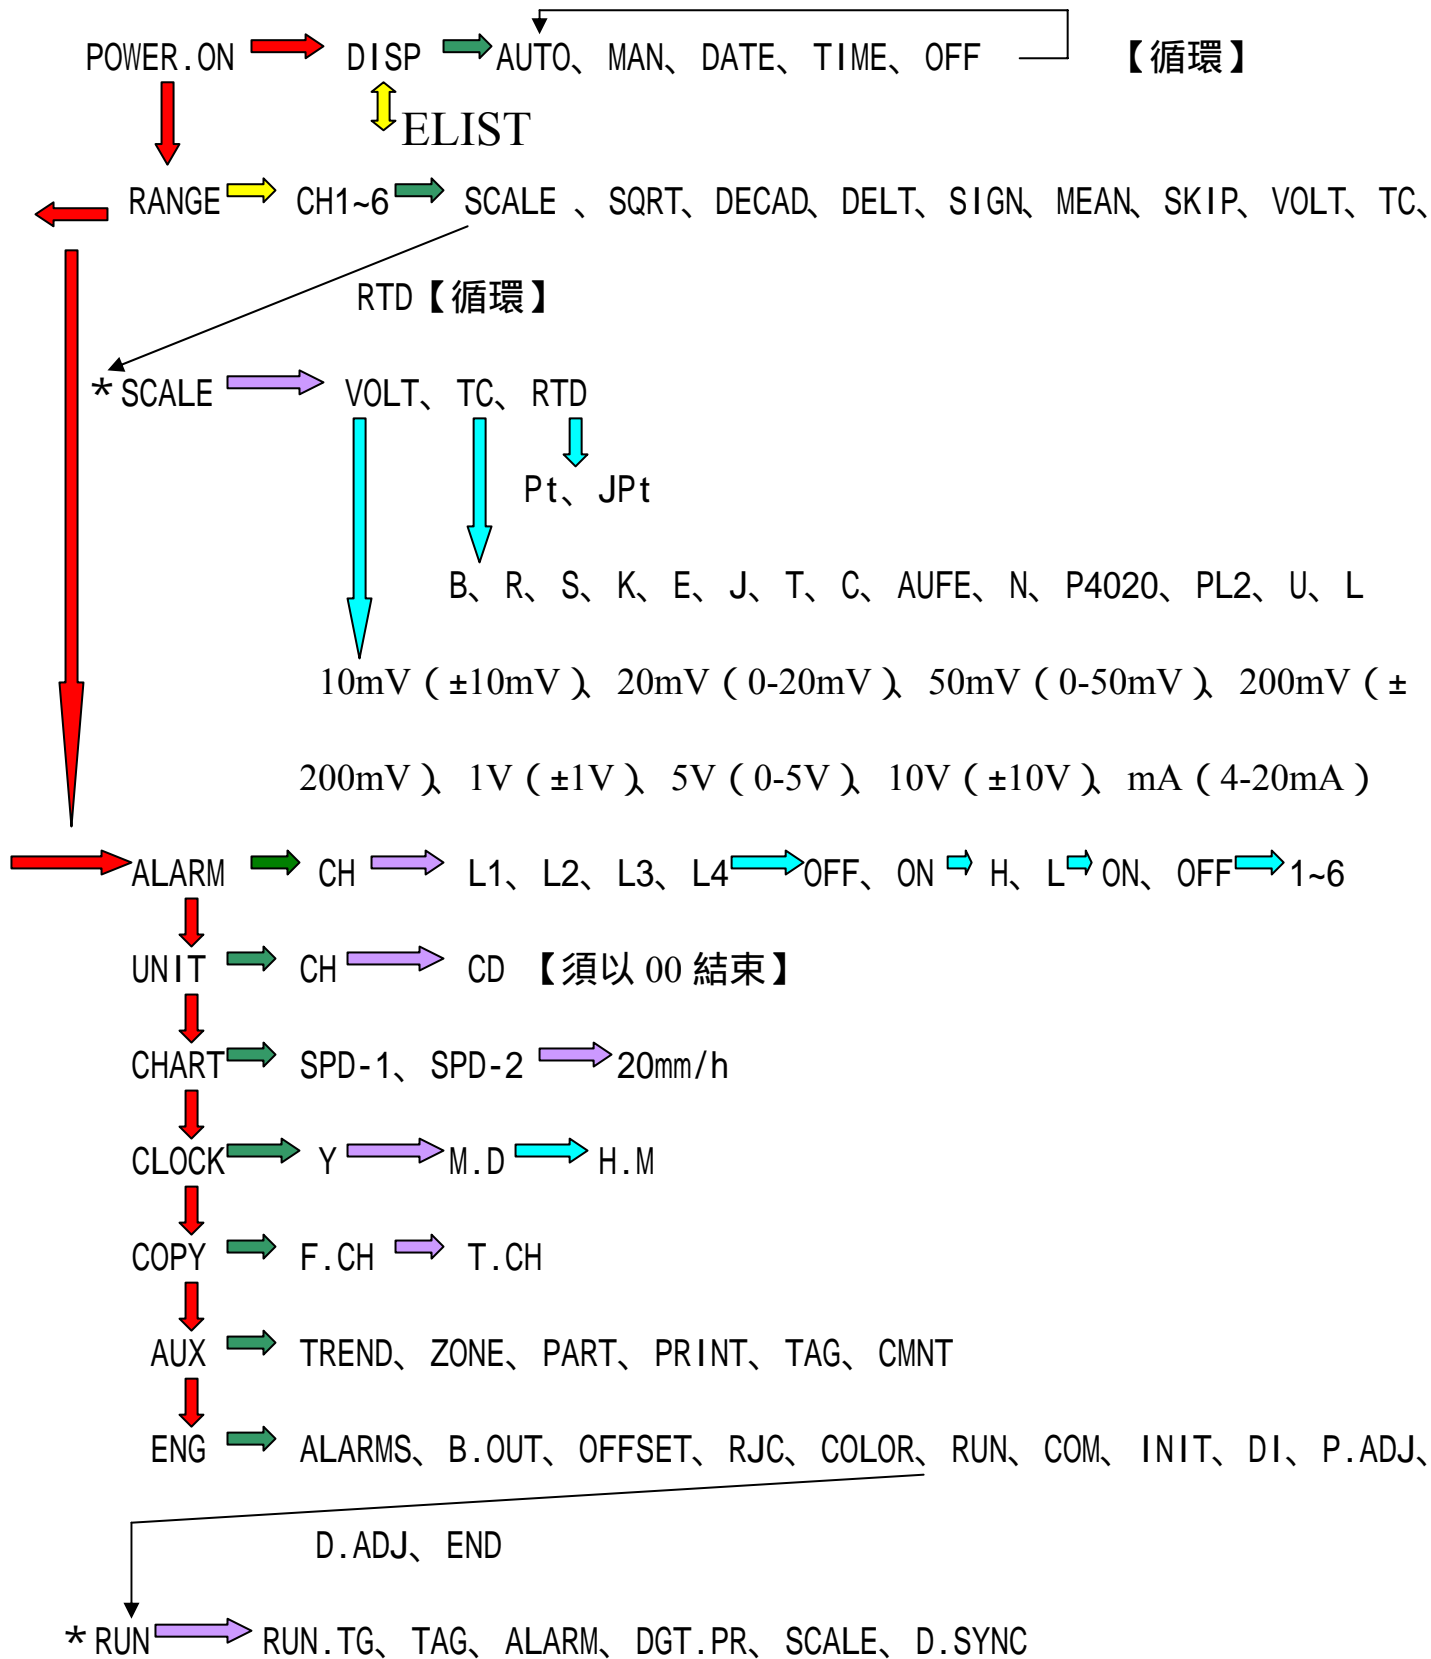 POWER.ON DISP AUTO、MAN、DATE、TIME、OFF 【循環】
ELIST
RANGE CH1~6 SCALE 、SQRT、DECAD、DELT、SIGN、MEAN、SKIP、VOLT、TC、
RTD【循環】
*SCALE VOLT、TC、RTD
Pt、JPt
B、R、S、K、E、J、T、C、AUFE、N、P4020、PL2、U、L
10mV（±10mV）、20mV（0-20mV）、50mV（0-50mV）、200mV（±
200mV）、1V（±1V）、5V（0-5V）、10V（±10V）、mA（4-20mA）
ALARM CH L1、L2、L3、L4 OFF、ON H、L ON、OFF 1~6
UNIT CH CD 【須以 00 結束】
CHART SPD-1、SPD-2 20mm/h
CLOCK Y M.D H.M
COPY F.CH T.CH
AUX TREND、ZONE、PART、PRINT、TAG、CMNT
ENG ALARMS、B.OUT、OFFSET、RJC、COLOR、RUN、COM、INIT、DI、P.ADJ、
D.ADJ、END
*RUN RUN.TG、TAG、ALARM、DGT.PR、SCALE、D.SYNC